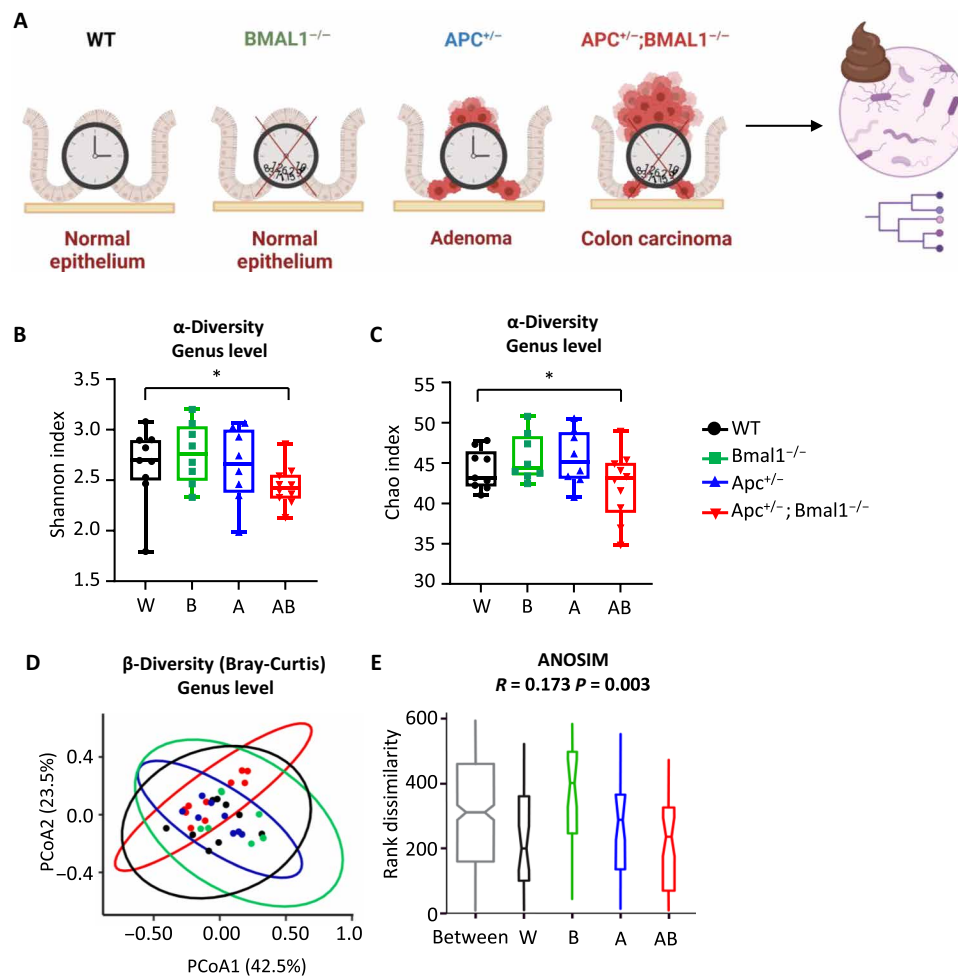 A
WT
BMAL1⁻/⁻
APC⁺/⁻
APC⁺/⁻;BMAL1⁻/⁻
Normal
epithelium
Normal
epithelium
Adenoma
Colon carcinoma
B
α-Diversity
Genus level
*
Shannon index
3.5
3.0
2.5
2.0
1.5
W
B
A
AB
C
α-Diversity
Genus level
*
Chao index
55
50
45
40
35
30
W
B
A
AB
WT
Bmal1⁻/⁻
Apc⁺/⁻
Apc⁺/⁻; Bmal1⁻/⁻
D
β-Diversity (Bray-Curtis)
Genus level
PCoA2 (23.5%)
0.4
0.0
−0.4
−0.50
0.00
0.50
1.0
PCoA1 (42.5%)
E
ANOSIM
R = 0.173 P = 0.003
Rank dissimilarity
600
400
200
0
Between
W
B
A
AB